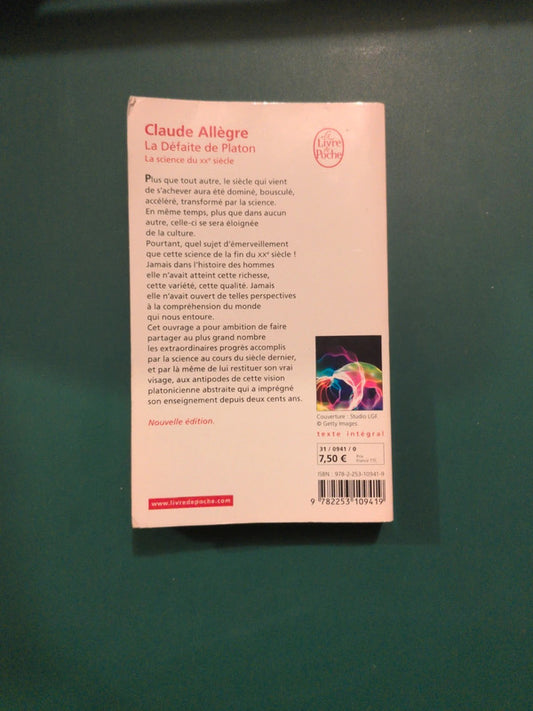 Claude Allègre
La Défaite de Platon
La science du XXe siècle
Le
Livre
de
Poche
Plus que tout autre, le siècle qui vient
de s'achever aura été dominé, bousculé,
accéléré, transformé par la science.
En même temps, plus que dans aucun
autre, celle-ci se sera éloignée
de la culture.
Pourtant, quel sujet d'émerveillement
que cette science de la fin du XXe siècle !
Jamais dans l'histoire des hommes
elle n'avait atteint cette richesse,
cette variété, cette qualité. Jamais
elle n'avait ouvert de telles perspectives
à la compréhension du monde
qui nous entoure.
Cet ouvrage a pour ambition de faire
partager au plus grand nombre
les extraordinaires progrès accomplis
par la science au cours du siècle dernier,
et par là même de lui restituer son vrai
visage, aux antipodes de cette vision
platonicienne abstraite qui a imprégné
son enseignement depuis deux cents ans.
Nouvelle édition.
Couverture : Studio LGF
© Getty Images.
texte intégral
31 / 0941 / 0
7,50 € Prix
France TTC
ISBN : 978-2-253-10941-9
9 782253 109419
www.livredepoche.com